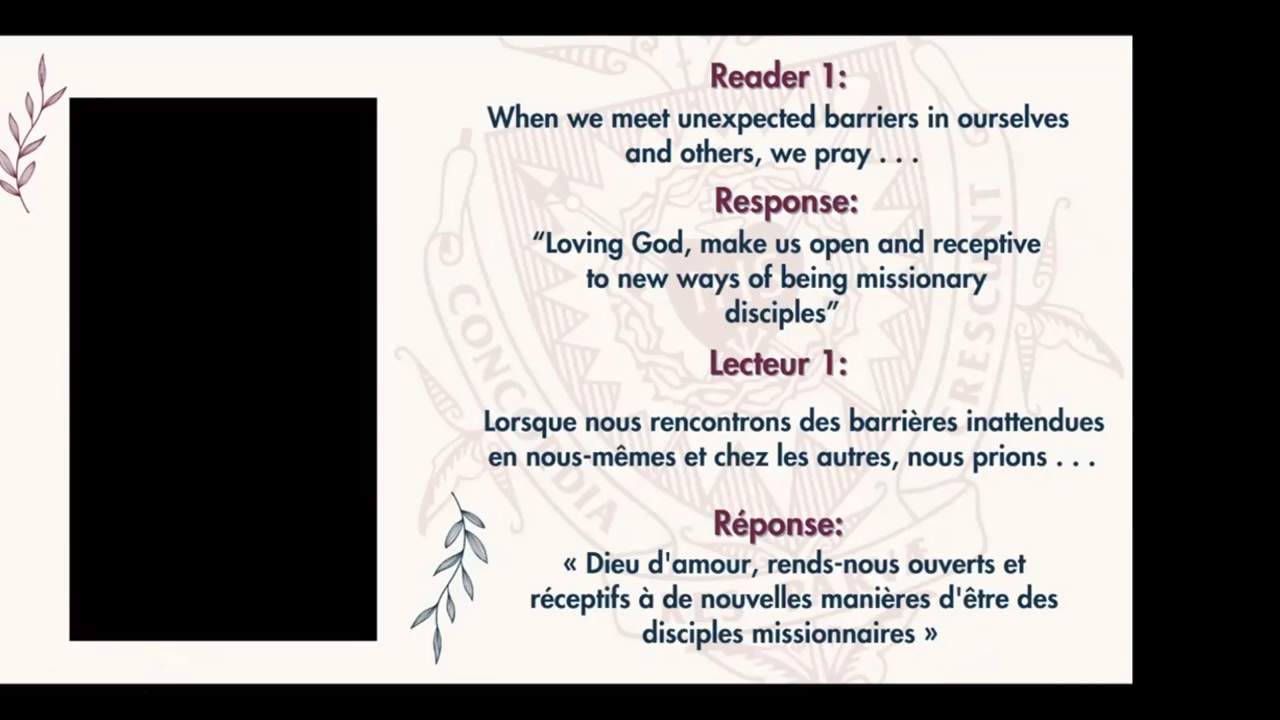 Reader 1:
When we meet unexpected barriers in ourselves
and others, we pray . . .
Response:
“Loving God, make us open and receptive
to new ways of being missionary
disciples”
Lecteur 1:
Lorsque nous rencontrons des barrières inattendues
en nous-mêmes et chez les autres, nous prions . . .
Réponse:
« Dieu d'amour, rends-nous ouverts et
réceptifs à de nouvelles manières d'être des
disciples missionnaires »
CONCORDIA
CRESCUNT